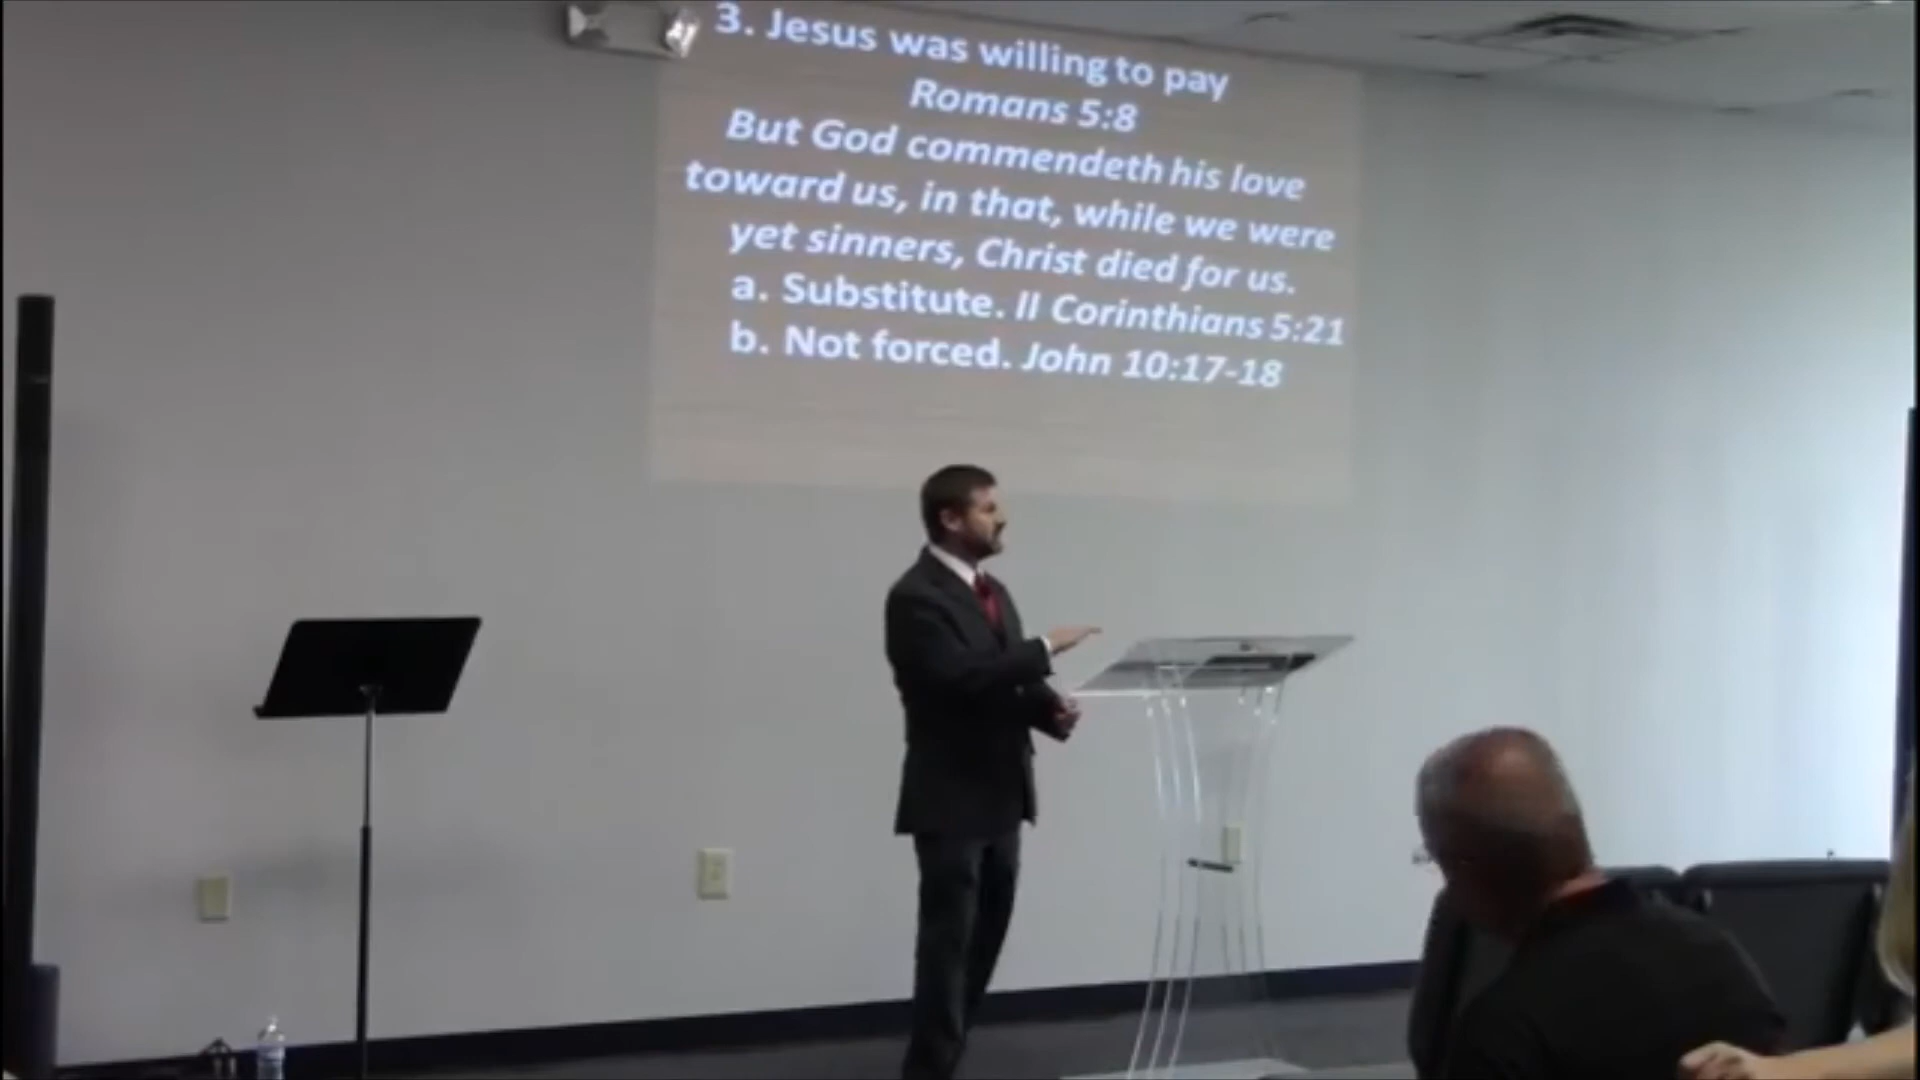 3. Jesus was willing to pay
Romans 5:8
But God commendeth his love
toward us, in that, while we were
yet sinners, Christ died for us.
a. Substitute. II Corinthians 5:21
b. Not forced. John 10:17-18